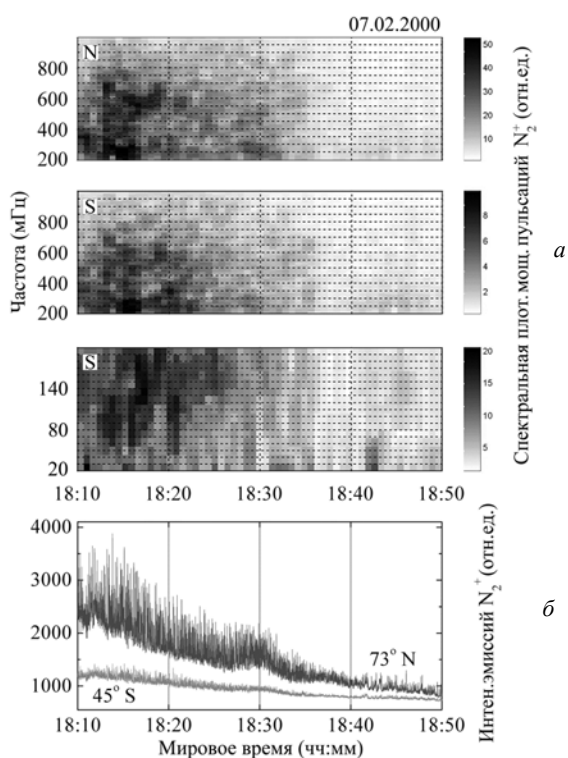 07.02.2000
N
800
600
400
200
50
40
30
20
10
S
800
600
400
200
8
6
4
2
S
140
80
20
20
15
10
5
18:10 18:20 18:30 18:40 18:50
Частота (мГц)
Спектральная плот. мощ. пульсаций N₂⁺ (отн.ед.)
а
4000
3000
2000
1000
73° N
45° S
18:10 18:20 18:30 18:40 18:50
Мировое время (чч:мм)
Интен.эмиссий N₂⁺ (отн.ед.)
б